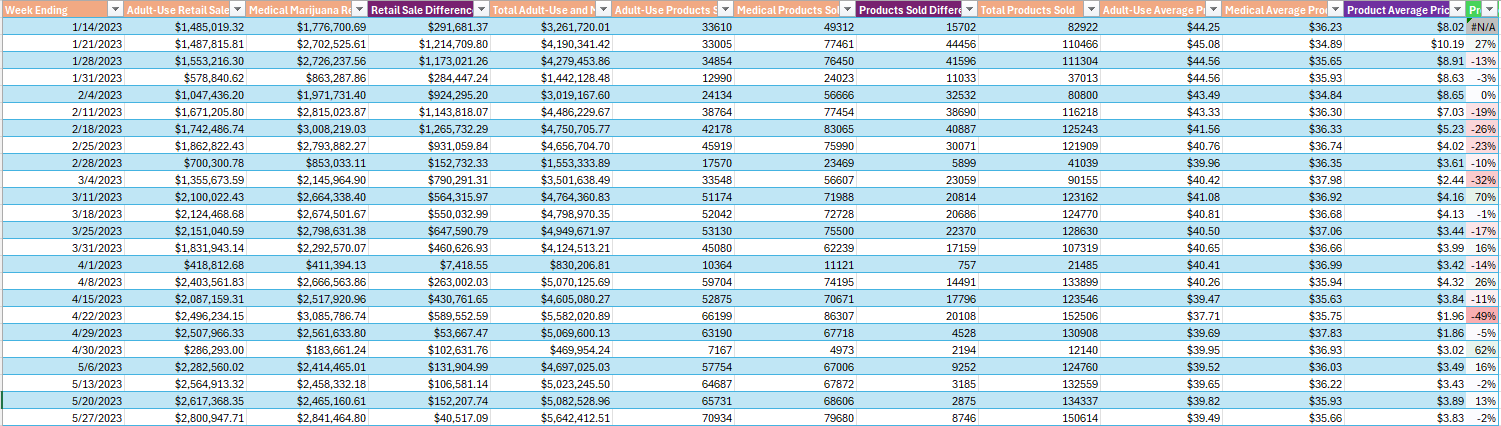 Week Ending Adult-Use Retail Sale Medical Marijuana Re Retail Sale Differenc Total Adult-Use and M Adult-Use Products S Medical Products Sol Products Sold Differe Total Products Sold Adult-Use Average Pr Medical Average Prod Product Average Pric Pr
1/14/2023 $1,485,019.32 $1,776,700.69 $291,681.37 $3,261,720.01 33610 49312 15702 82922 $44.25 $36.23 $8.02 #N/A
1/21/2023 $1,487,815.81 $2,702,525.61 $1,214,709.80 $4,190,341.42 33005 77461 44456 110466 $45.08 $34.89 $10.19 27%
1/28/2023 $1,553,216.30 $2,726,237.56 $1,173,021.26 $4,279,453.86 34854 76450 41596 111304 $44.56 $35.65 $8.91 -13%
1/31/2023 $578,840.62 $863,287.86 $284,447.24 $1,442,128.48 12990 24023 11033 37013 $44.56 $35.93 $8.63 -3%
2/4/2023 $1,047,436.20 $1,971,731.40 $924,295.20 $3,019,167.60 24134 56666 32532 80800 $43.49 $34.84 $8.65 0%
2/11/2023 $1,671,205.80 $2,815,023.87 $1,143,818.07 $4,486,229.67 38764 77454 38690 116218 $43.33 $36.30 $7.03 -19%
2/18/2023 $1,742,486.74 $3,008,219.03 $1,265,732.29 $4,750,705.77 42178 83065 40887 125243 $41.56 $36.33 $5.23 -26%
2/25/2023 $1,862,822.43 $2,793,882.27 $931,059.84 $4,656,704.70 45919 75990 30071 121909 $40.76 $36.74 $4.02 -23%
2/28/2023 $700,300.78 $853,033.11 $152,732.33 $1,553,333.89 17570 23469 5899 41039 $39.96 $36.35 $3.61 -10%
3/4/2023 $1,355,673.59 $2,145,964.90 $790,291.31 $3,501,638.49 33548 56607 23059 90155 $40.42 $37.98 $2.44 -32%
3/11/2023 $2,100,022.43 $2,664,338.40 $564,315.97 $4,764,360.83 51174 71988 20814 123162 $41.08 $36.92 $4.16 70%
3/18/2023 $2,124,468.68 $2,674,501.67 $550,032.99 $4,798,970.35 52042 72728 20686 124770 $40.81 $36.68 $4.13 -1%
3/25/2023 $2,151,040.59 $2,798,631.38 $647,590.79 $4,949,671.97 53130 75500 22370 128630 $40.50 $37.06 $3.44 -17%
3/31/2023 $1,831,943.14 $2,292,570.07 $460,626.93 $4,124,513.21 45080 62239 17159 107319 $40.65 $36.66 $3.99 16%
4/1/2023 $418,812.68 $411,394.13 $7,418.55 $830,206.81 10364 11121 757 21485 $40.41 $36.99 $3.42 -14%
4/8/2023 $2,403,561.83 $2,666,563.86 $263,002.03 $5,070,125.69 59704 74195 14491 133899 $40.26 $35.94 $4.32 26%
4/15/2023 $2,087,159.31 $2,517,920.96 $430,761.65 $4,605,080.27 52875 70671 17796 123546 $39.47 $35.63 $3.84 -11%
4/22/2023 $2,496,234.15 $3,085,786.74 $589,552.59 $5,582,020.89 66199 86307 20108 152506 $37.71 $35.75 $1.96 -49%
4/29/2023 $2,507,966.33 $2,561,633.80 $53,667.47 $5,069,600.13 63190 67718 4528 130908 $39.69 $37.83 $1.86 -5%
4/30/2023 $286,293.00 $183,661.24 $102,631.76 $469,954.24 7167 4973 2194 12140 $39.95 $36.93 $3.02 62%
5/6/2023 $2,282,560.02 $2,414,465.01 $131,904.99 $4,697,025.03 57754 67006 9252 124760 $39.52 $36.03 $3.49 16%
5/13/2023 $2,564,913.32 $2,458,332.18 $106,581.14 $5,023,245.50 64687 67872 3185 132559 $39.65 $36.22 $3.43 -2%
5/20/2023 $2,617,368.35 $2,465,160.61 $152,207.74 $5,082,528.96 65731 68606 2875 134337 $39.82 $35.93 $3.89 13%
5/27/2023 $2,800,947.71 $2,841,464.80 $40,517.09 $5,642,412.51 70934 79680 8746 150614 $39.49 $35.66 $3.83 -2%